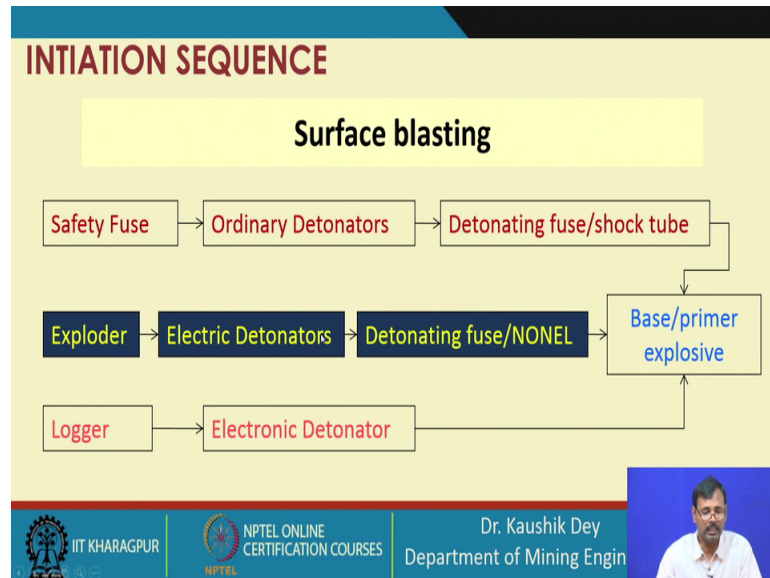 INTIATION SEQUENCE
Surface blasting
Safety Fuse
Ordinary Detonators
Detonating fuse/shock tube
Exploder
Electric Detonators
Detonating fuse/NONEL
Base/primer
explosive
Logger
Electronic Detonator
IIT KHARAGPUR
NPTEL
NPTEL ONLINE
CERTIFICATION COURSES
Dr. Kaushik Dey
Department of Mining Engin